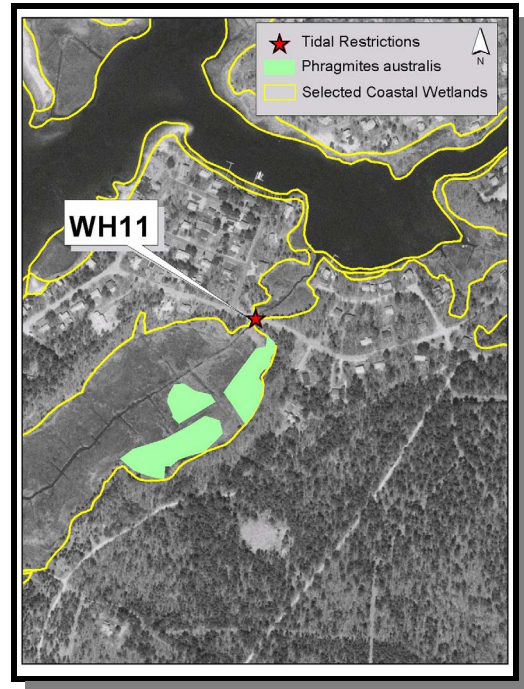 Tidal Restrictions
Phragmites australis
Selected Coastal Wetlands
N
WH11